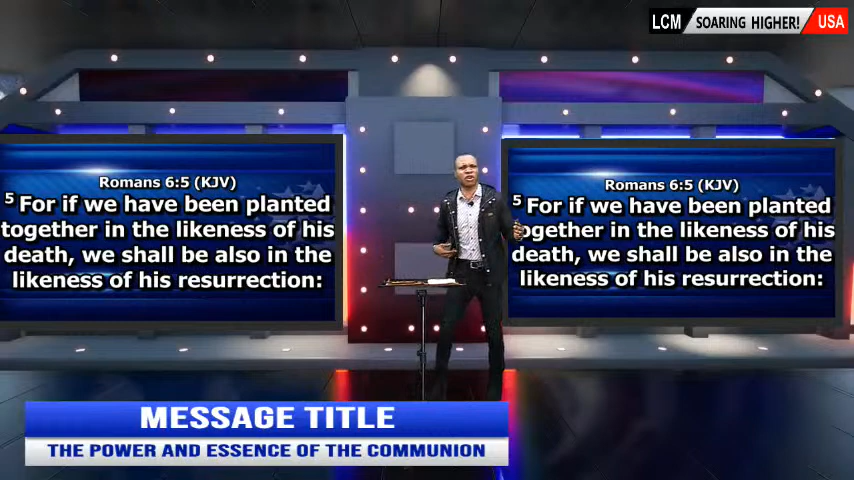 LCM SOARING HIGHER! USA
Romans 6:5 (KJV)
5 For if we have been planted
together in the likeness of his
death, we shall be also in the
likeness of his resurrection:
Romans 6:5 (KJV)
5 For if we have been planted
together in the likeness of his
death, we shall be also in the
likeness of his resurrection:
MESSAGE TITLE
THE POWER AND ESSENCE OF THE COMMUNION